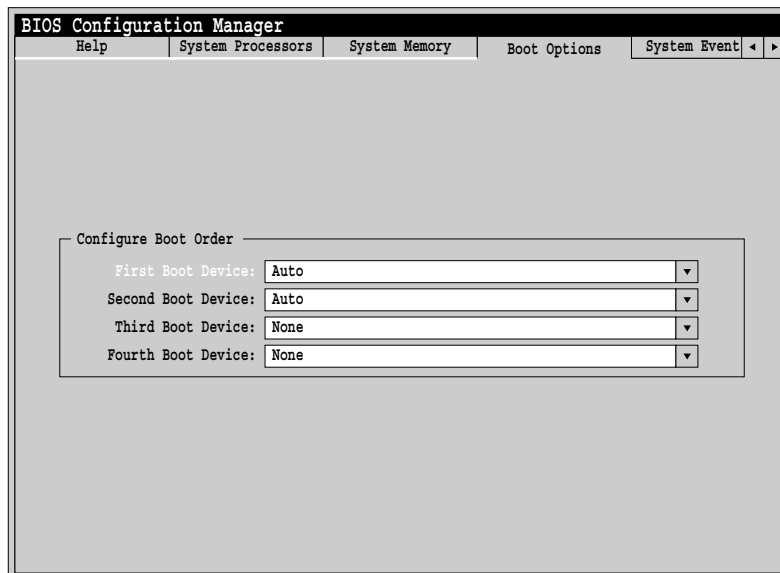 BIOS Configuration Manager
Help System Processors System Memory Boot Options System Event
Configure Boot Order
First Boot Device: Auto
Second Boot Device: Auto
Third Boot Device: None
Fourth Boot Device: None